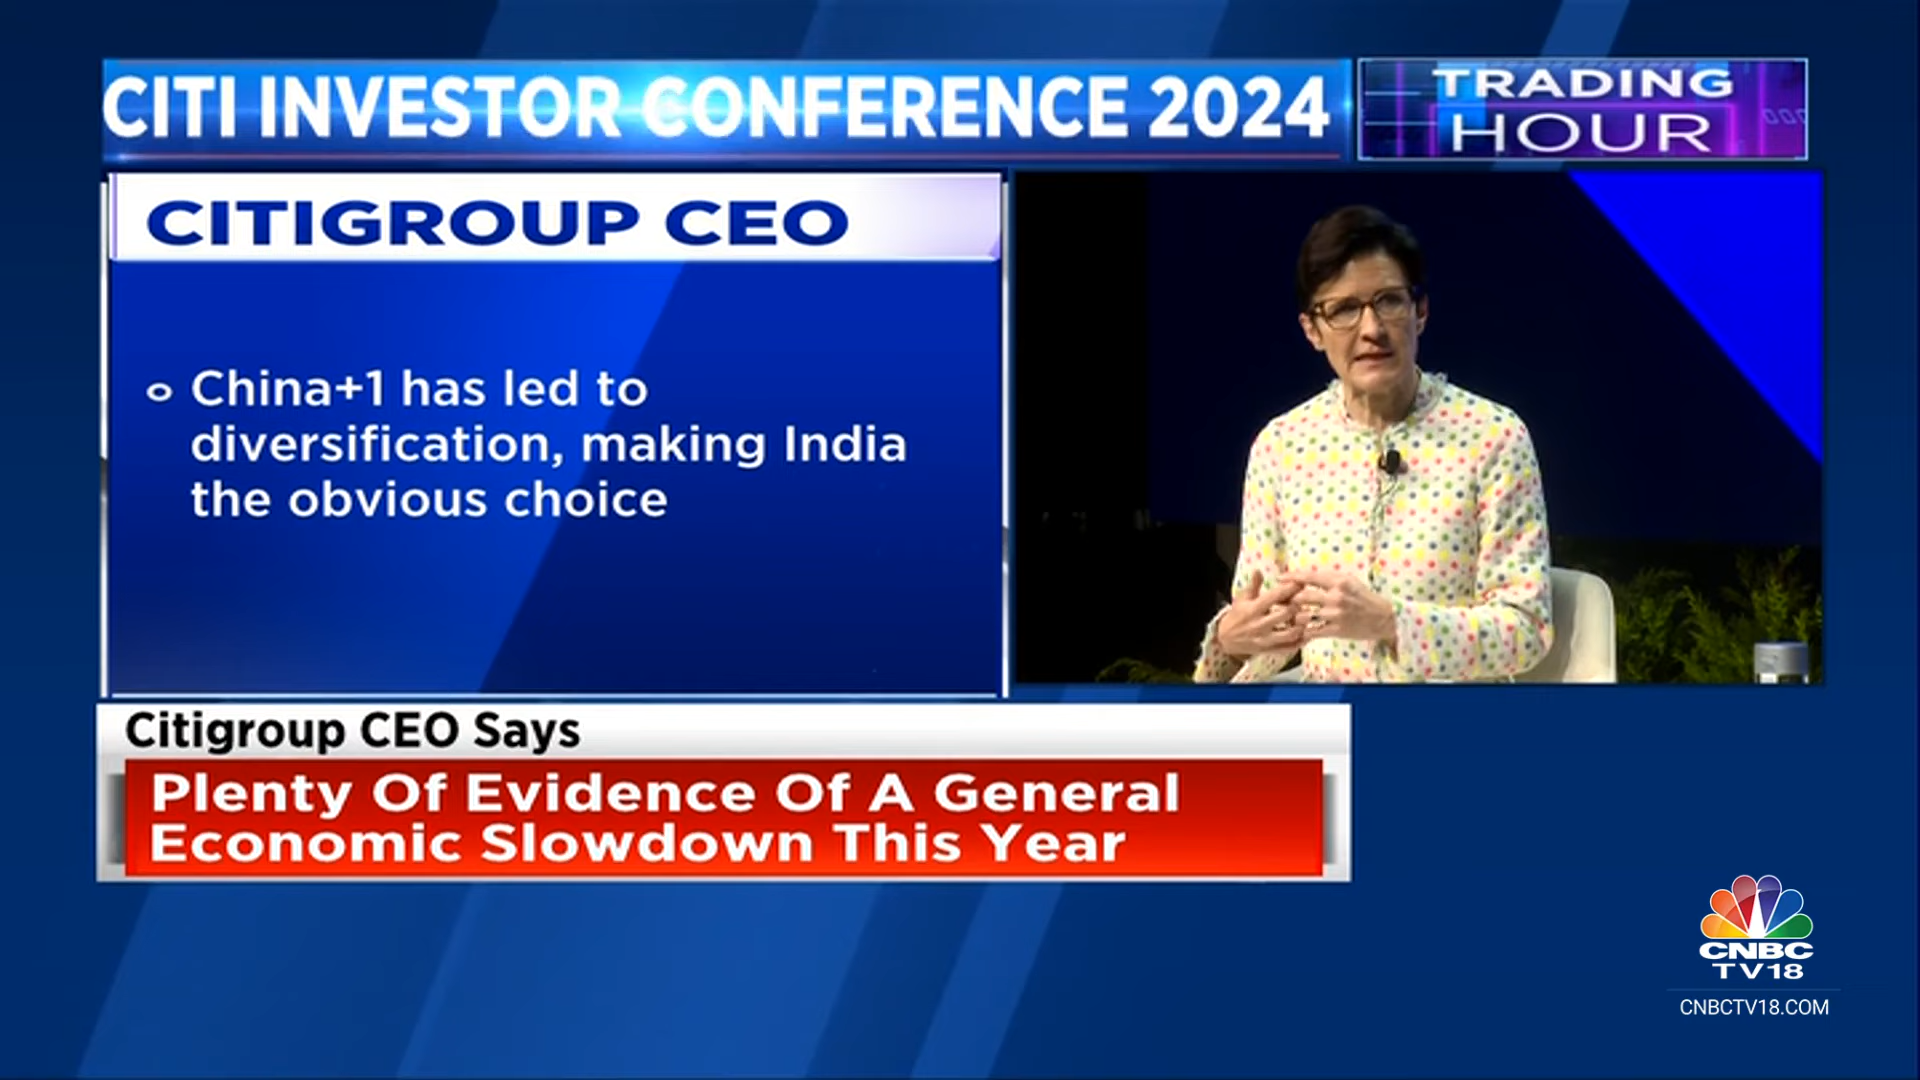 CITI INVESTOR CONFERENCE 2024
TRADING
HOUR
CITIGROUP CEO
China+1 has led to
diversification, making India
the obvious choice
Citigroup CEO Says
Plenty Of Evidence Of A General
Economic Slowdown This Year
CNBC
TV18
CNBCTV18.COM